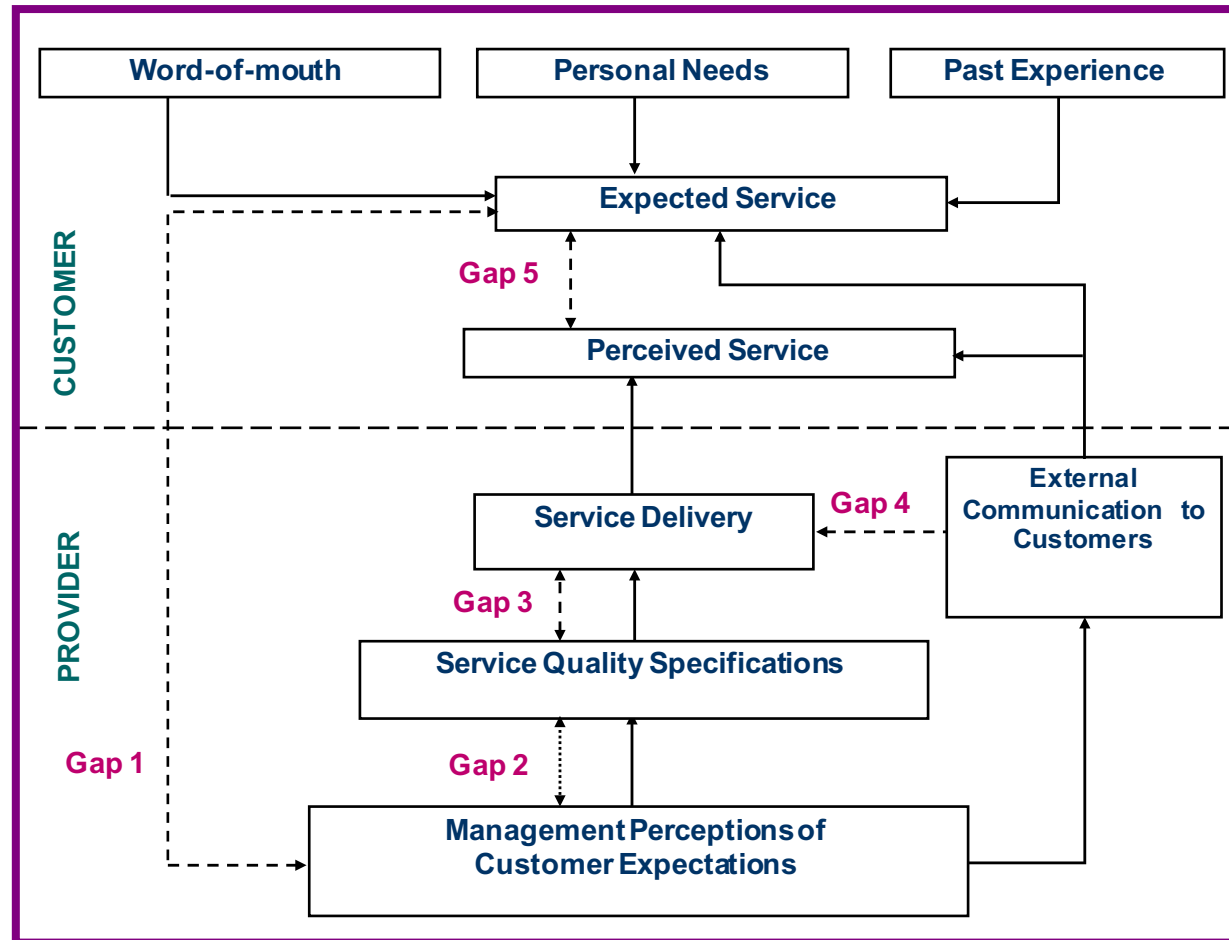 Word-of-mouth
Personal Needs
Past Experience
Expected Service
Gap 5
CUSTOMER
Perceived Service
External
Communication to
Customers
Gap 4
Service Delivery
PROVIDER
Gap 3
Service Quality Specifications
Gap 1
Gap 2
Management Perceptions of
Customer Expectations